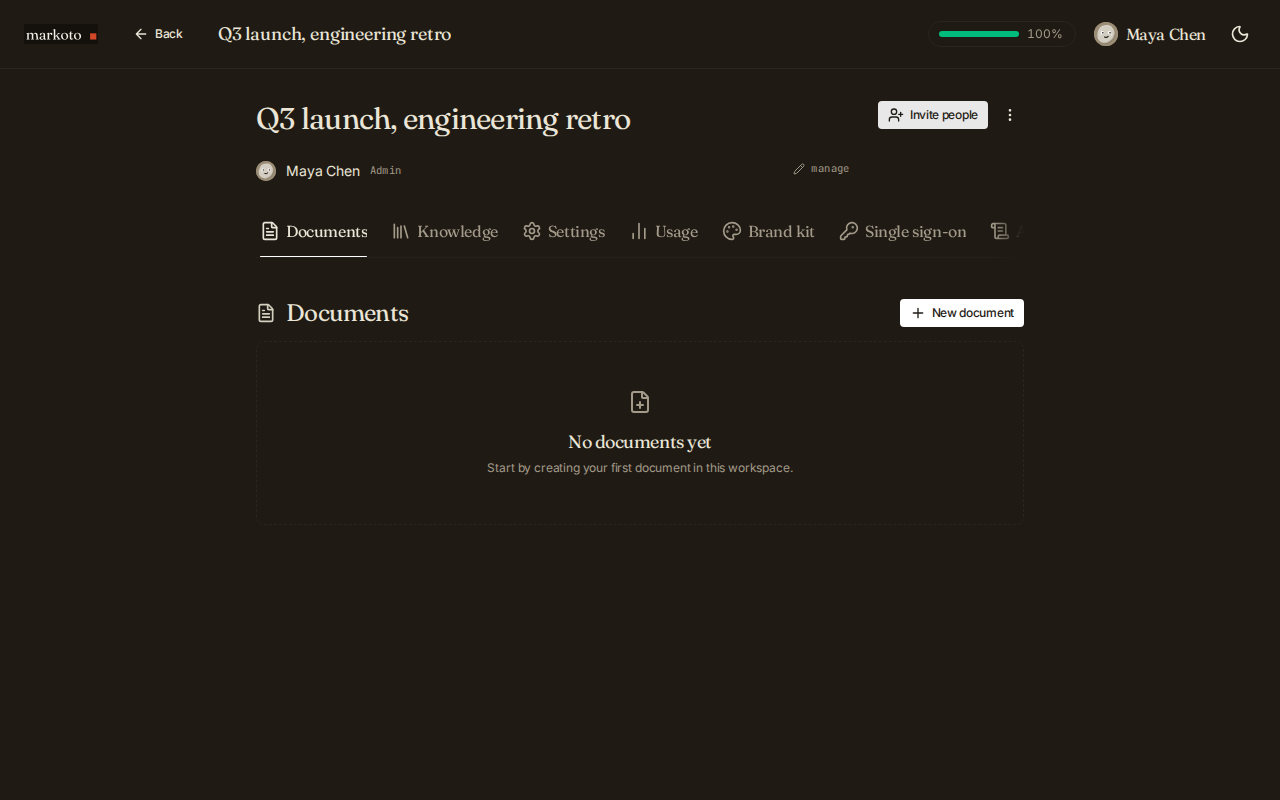 markoto
Back
Q3 launch, engineering retro
100%
Maya Chen
Q3 launch, engineering retro
Invite people
Maya Chen Admin
manage
Documents Knowledge Settings Usage Brand kit Single sign-on
Documents
New document
No documents yet
Start by creating your first document in this workspace.